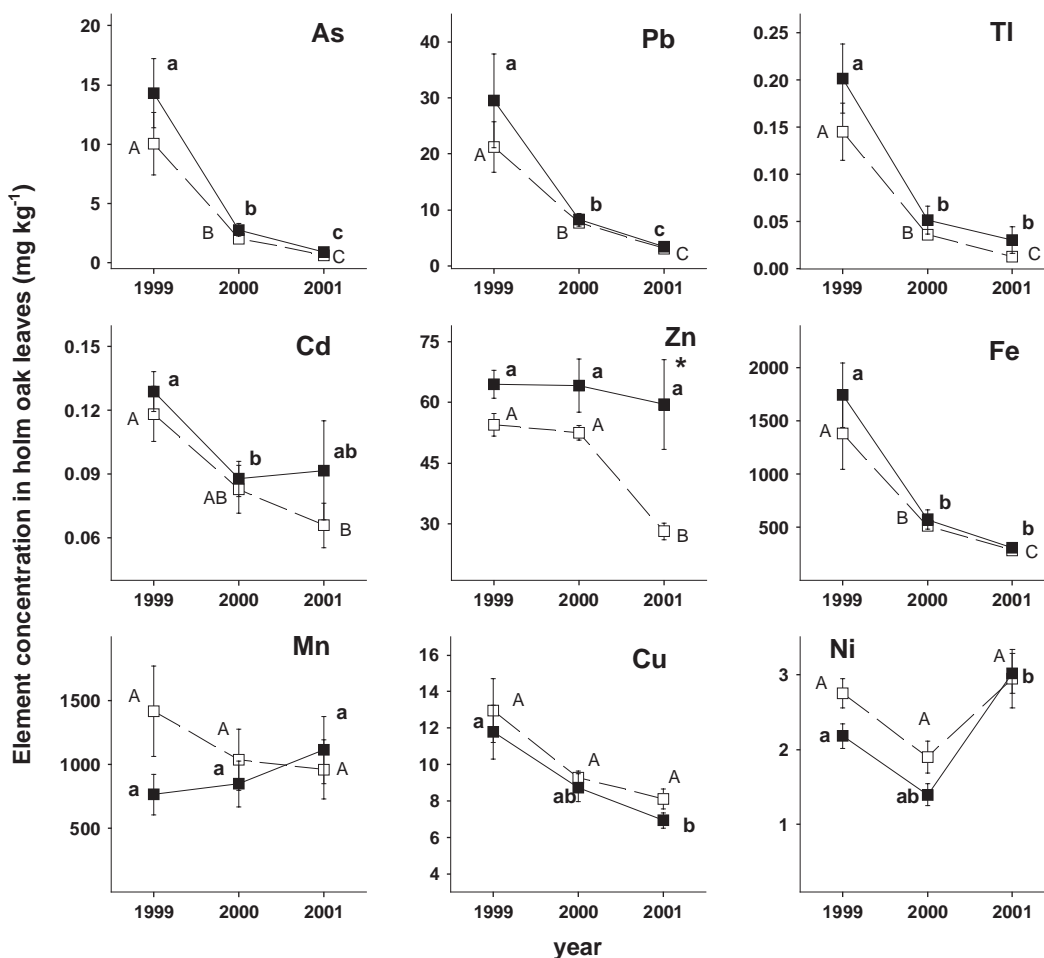 Element concentration in holm oak leaves (mg kg-1)
As
20
15
10
5
0
a
A
b
B
c
C
1999 2000 2001
Pb
40
30
20
10
0
a
A
b
B
c
C
1999 2000 2001
Tl
0.20
0.25
0.15
0.10
0.05
0.00
a
A
b
B
b
C
1999 2000 2001
Cd
0.15
0.12
0.09
0.06
a
A
b
AB
ab
B
1999 2000 2001
Zn
*
75
60
45
30
a
A
a
A
a
B
1999 2000 2001
Fe
2000
1500
1000
500
a
A
b
B
b
C
1999 2000 2001
Mn
1500
1000
500
A
a
A
a
a
A
1999 2000 2001
Cu
16
14
12
10
8
6
4
A
a
A
ab
A
b
1999 2000 2001
Ni
3
2
1
A
a
A
ab
A
b
1999 2000 2001
year